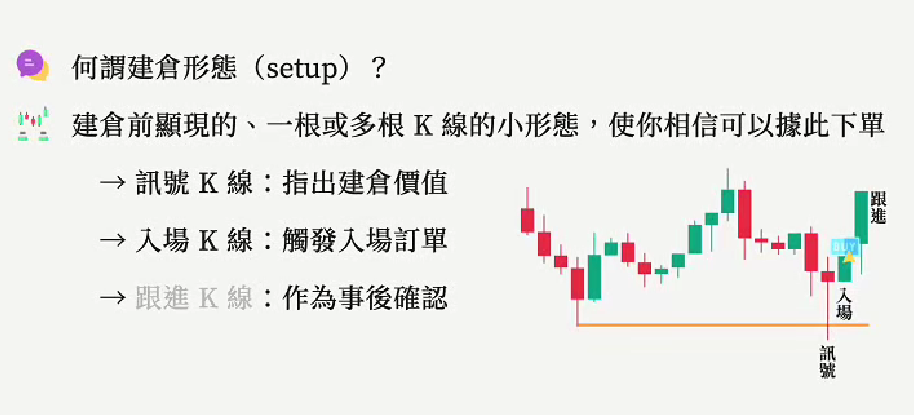 何謂建倉形態（setup）？
建倉前顯現的、一根或多根 K 線的小形態，使你相信可以據此下單
→ 訊號 K 線：指出建倉價值
→ 入場 K 線：觸發入場訂單
→ 跟進 K 線：作為事後確認
跟進
BUY
入場
訊號